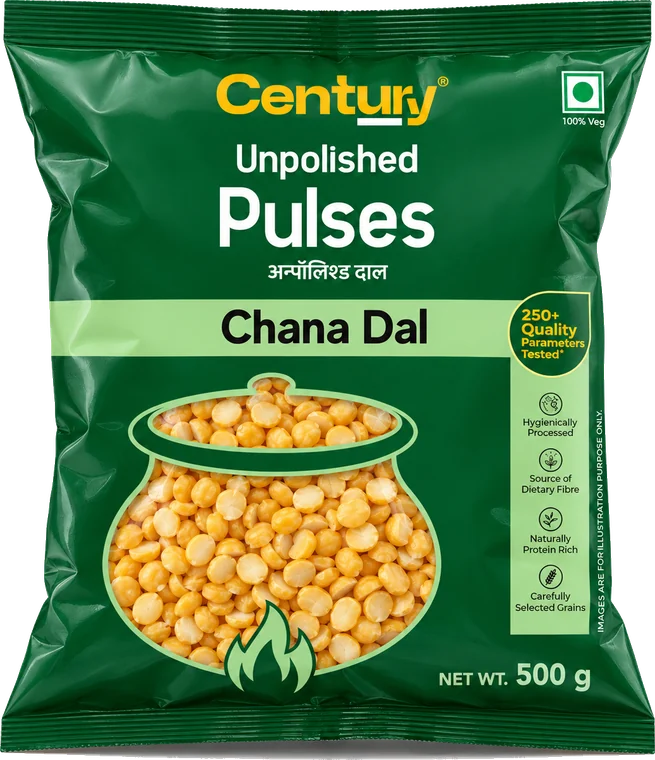 Century®
100% Veg
Unpolished
Pulses
अन्पॉलिश्ड दाल
Chana Dal
250+
Quality
Parameters
Tested*
Hygienically
Processed
Source of
Dietary Fibre
Naturally
Protein Rich
Carefully
Selected Grains
IMAGES ARE FOR ILLUSTRATION PURPOSE ONLY.
NET WT. 500 g